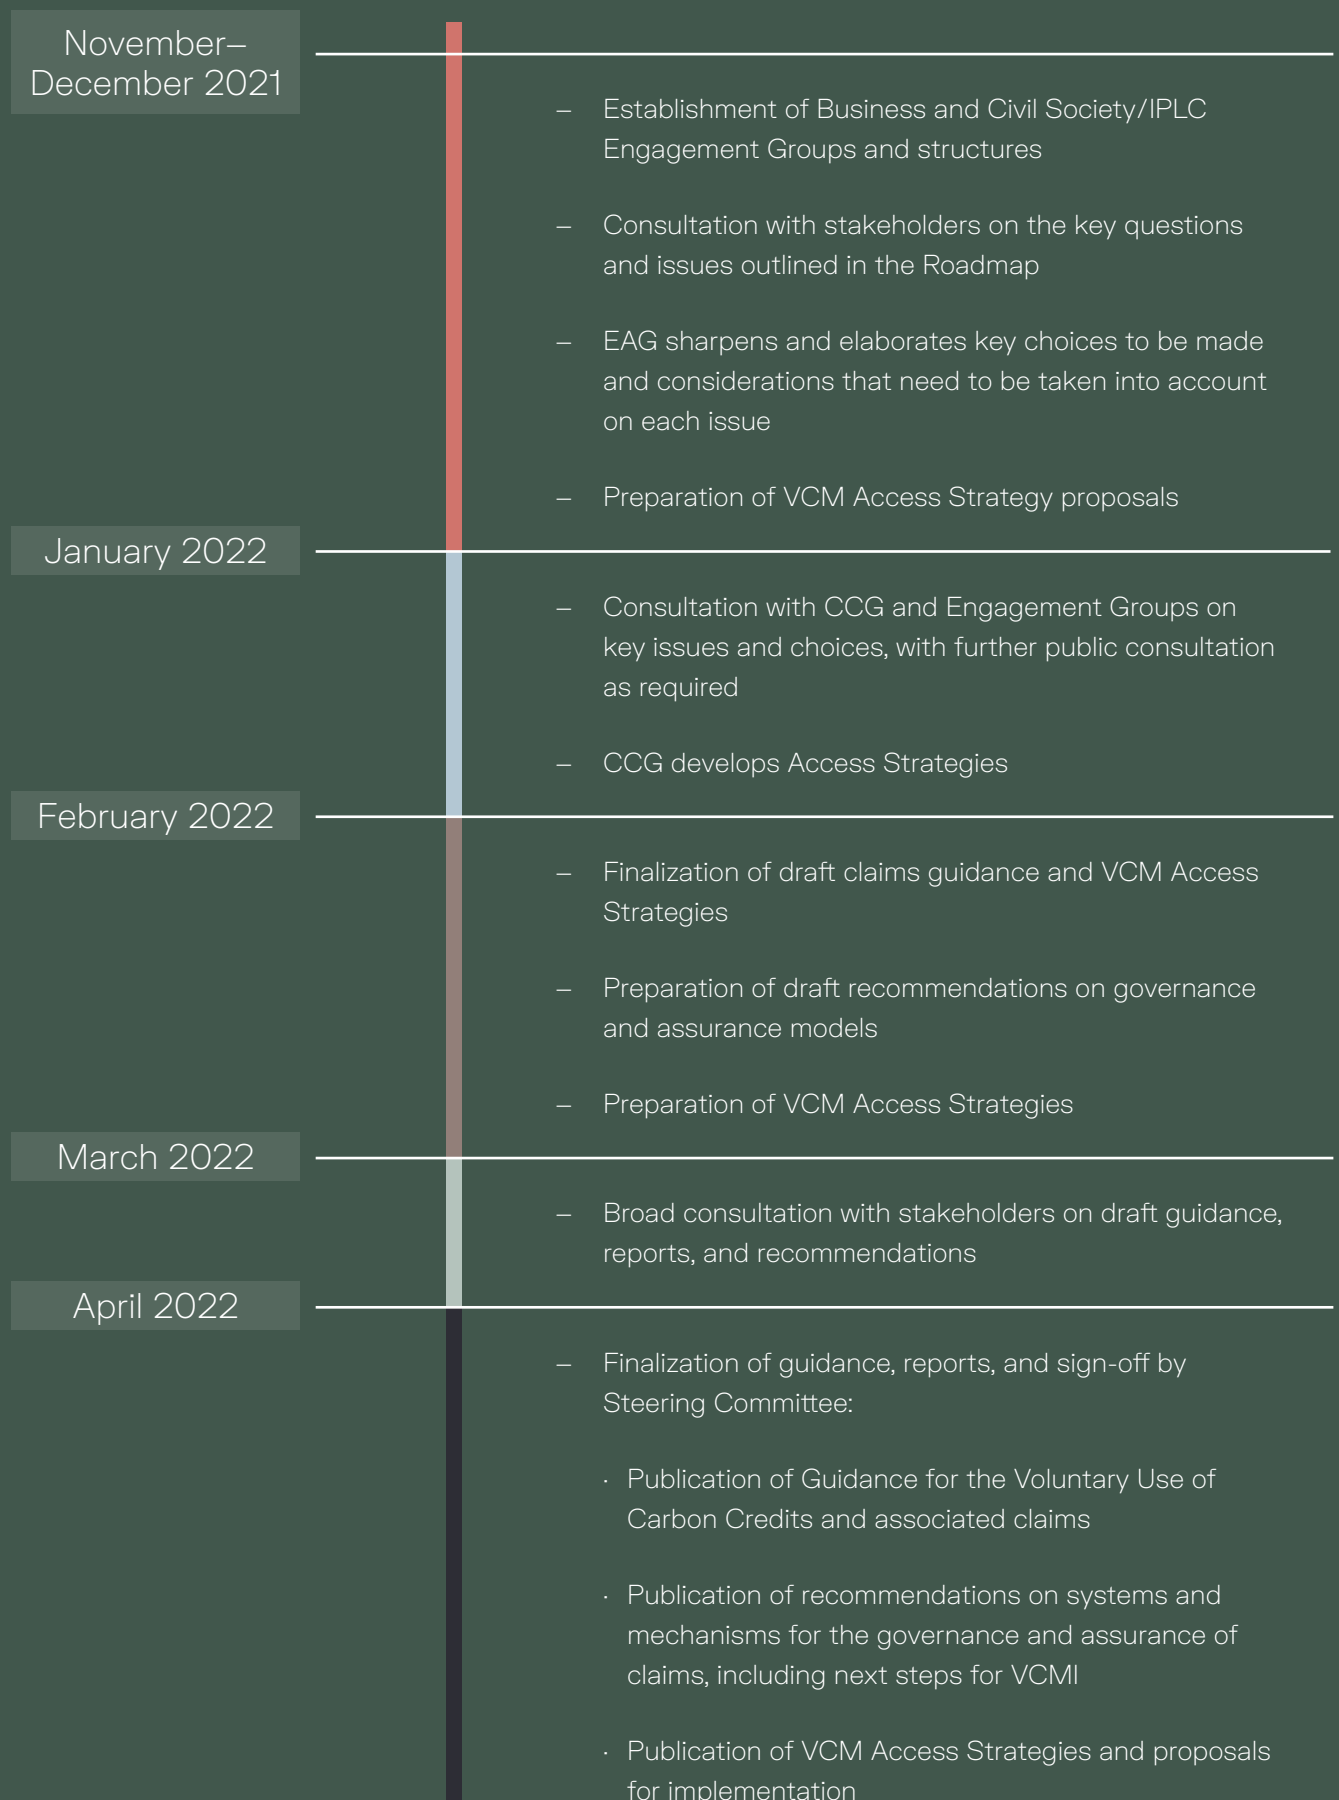 November–
December 2021
– Establishment of Business and Civil Society/IPLC
Engagement Groups and structures
– Consultation with stakeholders on the key questions
and issues outlined in the Roadmap
– EAG sharpens and elaborates key choices to be made
and considerations that need to be taken into account
on each issue
– Preparation of VCM Access Strategy proposals
January 2022
– Consultation with CCG and Engagement Groups on
key issues and choices, with further public consultation
as required
– CCG develops Access Strategies
February 2022
– Finalization of draft claims guidance and VCM Access
Strategies
– Preparation of draft recommendations on governance
and assurance models
– Preparation of VCM Access Strategies
March 2022
– Broad consultation with stakeholders on draft guidance,
reports, and recommendations
April 2022
– Finalization of guidance, reports, and sign-off by
Steering Committee:
· Publication of Guidance for the Voluntary Use of
Carbon Credits and associated claims
· Publication of recommendations on systems and
mechanisms for the governance and assurance of
claims, including next steps for VCMI
· Publication of VCM Access Strategies and proposals
for implementation